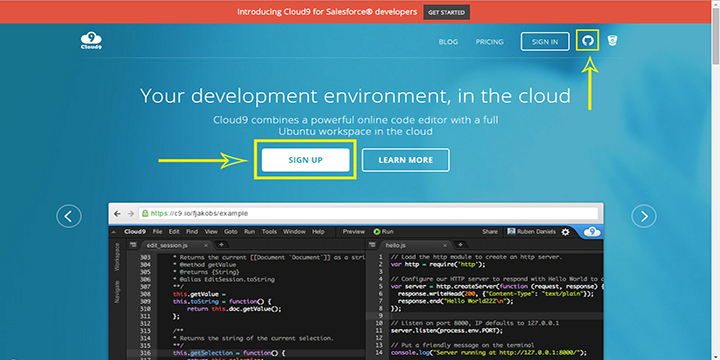 Introducing Cloud9 for Salesforce® developers GET STARTED
9
Cloud9
BLOG PRICING SIGN IN
Your development environment, in the cloud
Cloud9 combines a powerful online code editor with a full
Ubuntu workspace in the cloud
SIGN UP LEARN MORE
https://c9.io/fjakobs/example
Cloud9 File Edit Find View Goto Run Tools Window Help Preview Run Share Ruben Daniels
Workspace
Navigate
edit_session.js
303 * Returns the current [[Document `Document`]] as a stri
304 * @method getValue
305 * @returns {String}
306 * @alias EditSession.toString
307 **/
308 this.getValue =
309 this.toString = function() {
310 return this.doc.getValue();
311 };
312
313 /**
314 * Returns the string of the current selection.
315 **/
316 this.getSelection = function() {
hello.js
1 // Load the http module to create an http server.
2 var http = require('http');
3
4 // Configure our HTTP server to respond with Hello World to
5 var server = http.createServer(function (request, response) {
6 response.writeHead(200, {"Content-Type": "text/plain"});
7 response.end("Hello WorldZZZ\n");
8 });
9
10 // Listen on port 8000, IP defaults to 127.0.0.1
11 server.listen(process.env.PORT);
12
13 // Put a friendly message on the terminal
14 console.log("Server running at http://127.0.0.1:8000/");